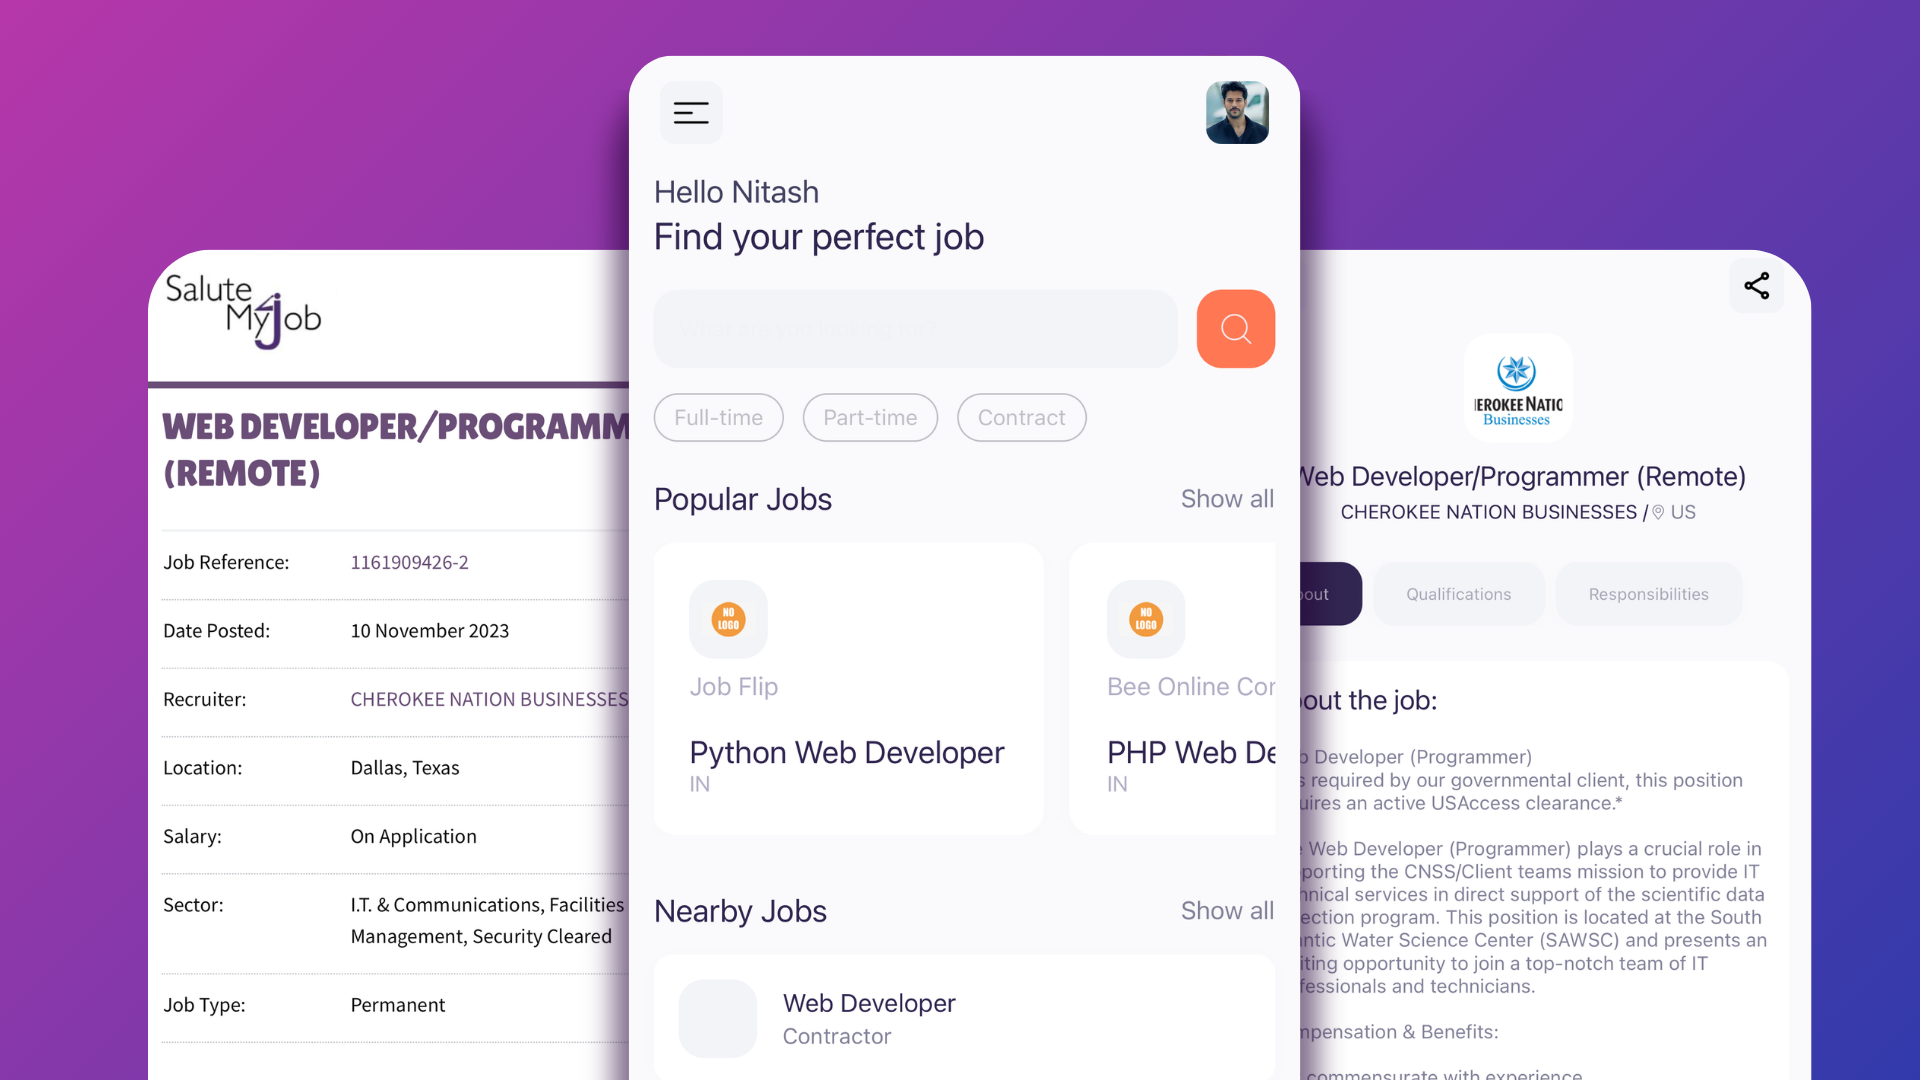 Salute
My Job
WEB DEVELOPER/PROGRAMM
(REMOTE)
Job Reference: 1161909426-2
Date Posted: 10 November 2023
Recruiter: CHEROKEE NATION BUSINESSES
Location: Dallas, Texas
Salary: On Application
Sector: I.T. & Communications, Facilities
Management, Security Cleared
Job Type: Permanent
Hello Nitash
Find your perfect job
What are you looking for?
Full-time Part-time Contract
Popular Jobs Show all
NO
LOGO
Job Flip
Python Web Developer
IN
NO
LOGO
Bee Online Cor
PHP Web De
IN
Nearby Jobs Show all
Web Developer
Contractor
EROKEE NATIO
Businesses
Web Developer/Programmer (Remote)
CHEROKEE NATION BUSINESSES / US
out Qualifications Responsibilities
out the job:
b Developer (Programmer)
s required by our governmental client, this position
uires an active USAccess clearance.*
e Web Developer (Programmer) plays a crucial role in
porting the CNSS/Client teams mission to provide IT
hnical services in direct support of the scientific data
ection program. This position is located at the South
ntic Water Science Center (SAWSC) and presents an
iting opportunity to join a top-notch team of IT
fessionals and technicians.
mpensation & Benefits:
commensurate with experience